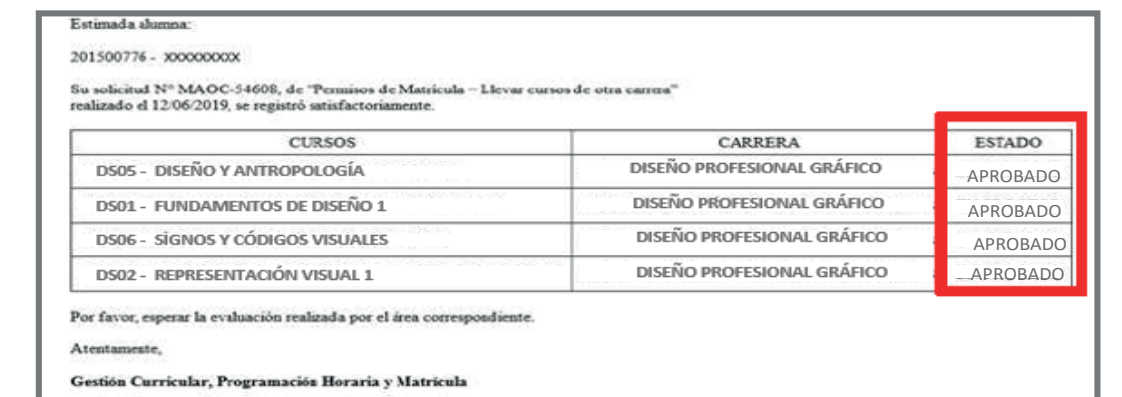 Estimada alumna:
201500776 - XXXXXXXXX
Su solicitud N° MAOC-54608, de "Permisos de Matrícula – Llevar cursos de otra carrera"
realizado el 12/06/2019, se registró satisfactoriamente.
CURSOS CARRERA ESTADO
DS05 - DISEÑO Y ANTROPOLOGÍA DISEÑO PROFESIONAL GRÁFICO APROBADO
DS01 - FUNDAMENTOS DE DISEÑO 1 DISEÑO PROFESIONAL GRÁFICO APROBADO
DS06 - SIGNOS Y CÓDIGOS VISUALES DISEÑO PROFESIONAL GRÁFICO APROBADO
DS02 - REPRESENTACIÓN VISUAL 1 DISEÑO PROFESIONAL GRÁFICO APROBADO
Por favor, esperar la evaluación realizada por el área correspondiente.
Atentamente,
Gestión Curricular, Programación Horaria y Matrícula